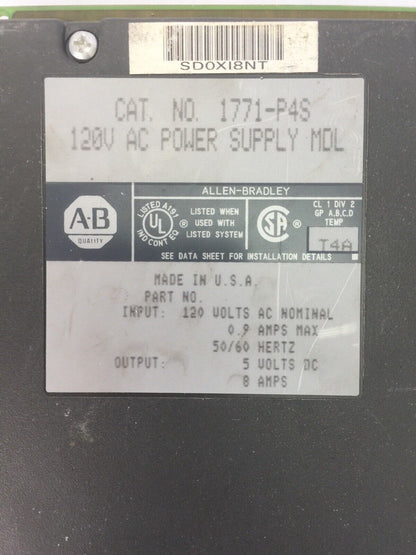 SD0XI8NT
CAT. NO. 1771-P4S
120V AC POWER SUPPLY MDL
ALLEN-BRADLEY
A-B
QUALITY
LISTED A191
UL ®
IND CONT EQ
LISTED WHEN
USED WITH
LISTED SYSTEM
SA ®
CL 1 DIV 2
GP A,B,C,D
TEMP
T4A
SEE DATA SHEET FOR INSTALLATION DETAILS
MADE IN U.S.A.
PART NO.
INPUT: 120 VOLTS AC NOMINAL
0.9 AMPS MAX
50/60 HERTZ
OUTPUT: 5 VOLTS DC
8 AMPS